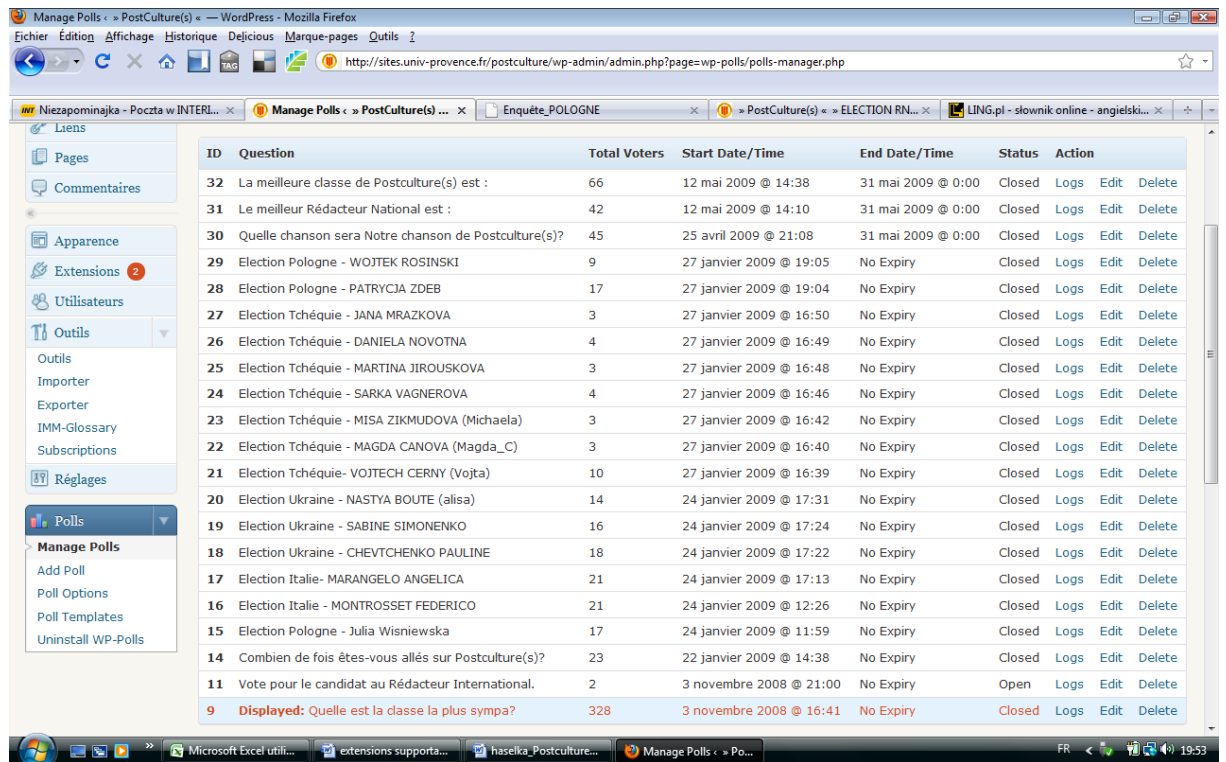 Manage Polls ‹ » PostCulture(s) « — WordPress - Mozilla Firefox
Fichier Édition Affichage Historique Delicious Marque-pages Outils ?
TAG http://sites.univ-provence.fr/postculture/wp-admin/admin.php?page=wp-polls/polls-manager.php
INT Niezapominajka - Poczta w INTERI... Manage Polls ‹ » PostCulture(s) ... Enquête_POLOGNE » PostCulture(s) « » ELECTION RN... LING.pl - słownik online - angielski...
Liens
Pages
Commentaires
Apparence
Extensions 2
Utilisateurs
Outils
Outils
Importer
Exporter
IMM-Glossary
Subscriptions
Réglages
Polls
Manage Polls
Add Poll
Poll Options
Poll Templates
Uninstall WP-Polls
ID Question Total Voters Start Date/Time End Date/Time Status Action
32 La meilleure classe de Postculture(s) est : 66 12 mai 2009 @ 14:38 31 mai 2009 @ 0:00 Closed Logs Edit Delete
31 Le meilleur Rédacteur National est : 42 12 mai 2009 @ 14:10 31 mai 2009 @ 0:00 Closed Logs Edit Delete
30 Quelle chanson sera Notre chanson de Postculture(s)? 45 25 avril 2009 @ 21:08 31 mai 2009 @ 0:00 Closed Logs Edit Delete
29 Election Pologne - WOJTEK ROSINSKI 9 27 janvier 2009 @ 19:05 No Expiry Closed Logs Edit Delete
28 Election Pologne - PATRYCJA ZDEB 17 27 janvier 2009 @ 19:04 No Expiry Closed Logs Edit Delete
27 Election Tchéquie - JANA MRAZKOVA 3 27 janvier 2009 @ 16:50 No Expiry Closed Logs Edit Delete
26 Election Tchéquie - DANIELA NOVOTNA 4 27 janvier 2009 @ 16:49 No Expiry Closed Logs Edit Delete
25 Election Tchéquie - MARTINA JIROUSKOVA 3 27 janvier 2009 @ 16:48 No Expiry Closed Logs Edit Delete
24 Election Tchéquie - SARKA VAGNEROVA 4 27 janvier 2009 @ 16:46 No Expiry Closed Logs Edit Delete
23 Election Tchéquie - MISA ZIKMUDOVA (Michaela) 3 27 janvier 2009 @ 16:42 No Expiry Closed Logs Edit Delete
22 Election Tchéquie - MAGDA CANOVA (Magda_C) 3 27 janvier 2009 @ 16:40 No Expiry Closed Logs Edit Delete
21 Election Tchéquie- VOJTECH CERNY (Vojta) 10 27 janvier 2009 @ 16:39 No Expiry Closed Logs Edit Delete
20 Election Ukraine - NASTYA BOUTE (alisa) 14 24 janvier 2009 @ 17:31 No Expiry Closed Logs Edit Delete
19 Election Ukraine - SABINE SIMONENKO 16 24 janvier 2009 @ 17:24 No Expiry Closed Logs Edit Delete
18 Election Ukraine - CHEVTCHENKO PAULINE 18 24 janvier 2009 @ 17:22 No Expiry Closed Logs Edit Delete
17 Election Italie- MARANGELO ANGELICA 21 24 janvier 2009 @ 17:13 No Expiry Closed Logs Edit Delete
16 Election Italie - MONTROSSET FEDERICO 21 24 janvier 2009 @ 12:26 No Expiry Closed Logs Edit Delete
15 Election Pologne - Julia Wisniewska 17 24 janvier 2009 @ 11:59 No Expiry Closed Logs Edit Delete
14 Combien de fois êtes-vous allés sur Postculture(s)? 23 22 janvier 2009 @ 14:38 No Expiry Closed Logs Edit Delete
11 Vote pour le candidat au Rédacteur International. 2 3 novembre 2008 @ 21:00 No Expiry Open Logs Edit Delete
9 Displayed: Quelle est la classe la plus sympa? 328 3 novembre 2008 @ 16:41 No Expiry Closed Logs Edit Delete
Microsoft Excel utili... extensions supporta... haselka_Postculture... Manage Polls ‹ » Po... FR 19:53